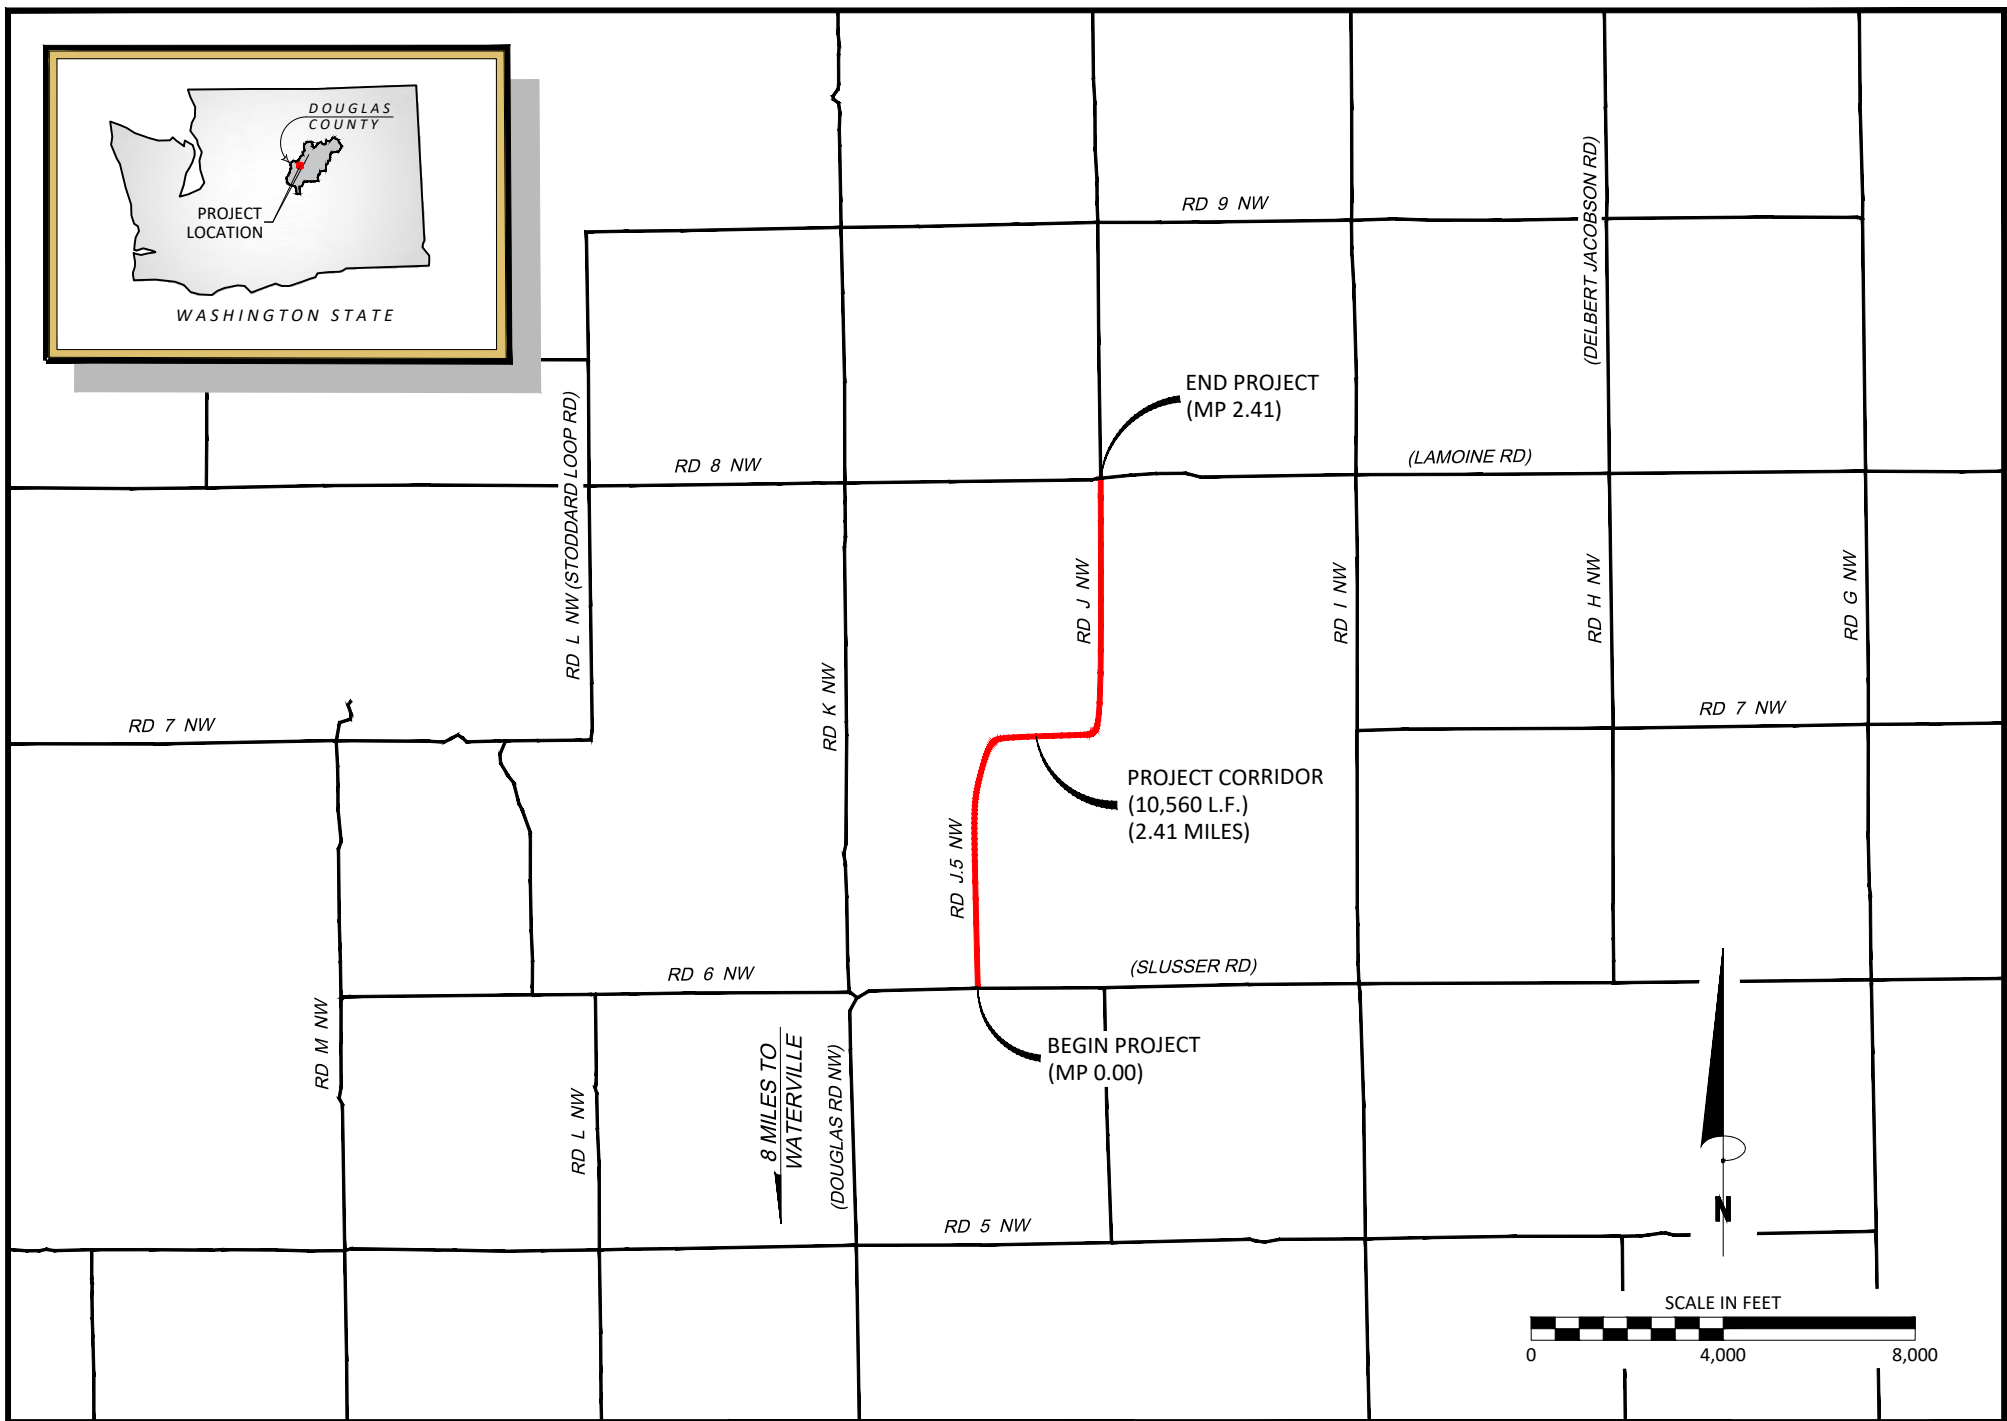 DOUGLAS
COUNTY
PROJECT
LOCATION
WASHINGTON STATE
RD 9 NW
(DELBERT JACOBSON RD)
END PROJECT
(MP 2.41)
RD 8 NW
(LAMOINE RD)
RD L NW (STODDARD LOOP RD)
RD K NW
RD J NW
RD I NW
RD H NW
RD G NW
RD 7 NW
RD 7 NW
PROJECT CORRIDOR
(10,560 L.F.)
(2.41 MILES)
RD J.5 NW
RD 6 NW
(SLUSSER RD)
RD M NW
RD L NW
8 MILES TO
WATERVILLE
(DOUGLAS RD NW)
BEGIN PROJECT
(MP 0.00)
RD 5 NW
N
SCALE IN FEET
0 4,000 8,000